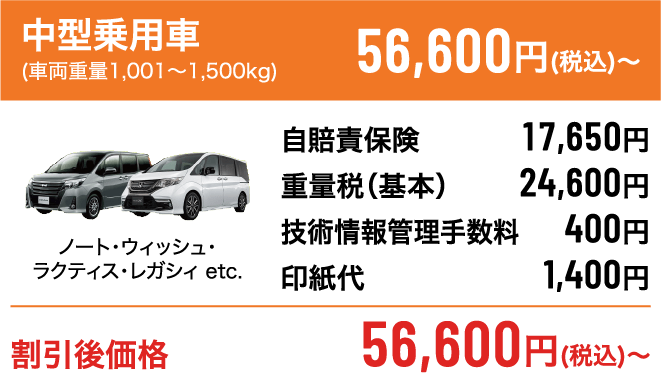 中型乗用車
(車両重量1,001〜1,500kg)
56,600円(税込)〜
自賠責保険 17,650円
重量税(基本) 24,600円
技術情報管理手数料 400円
印紙代 1,400円
ノート・ウィッシュ・
ラクティス・レガシィ etc.
割引後価格 56,600円(税込)〜